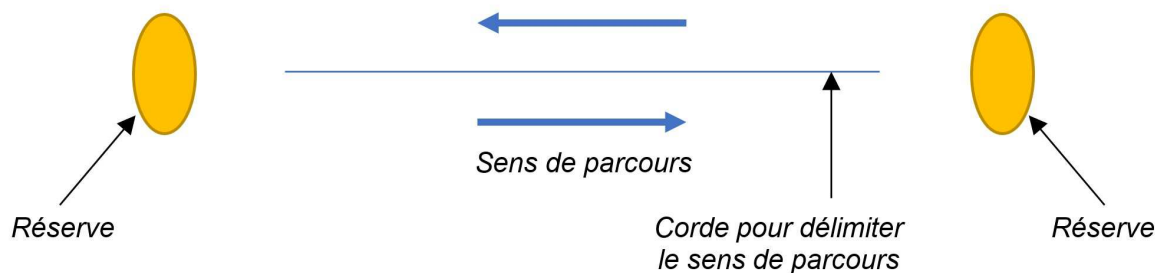 Sens de parcours
Réserve
Corde pour délimiter
le sens de parcours
Réserve